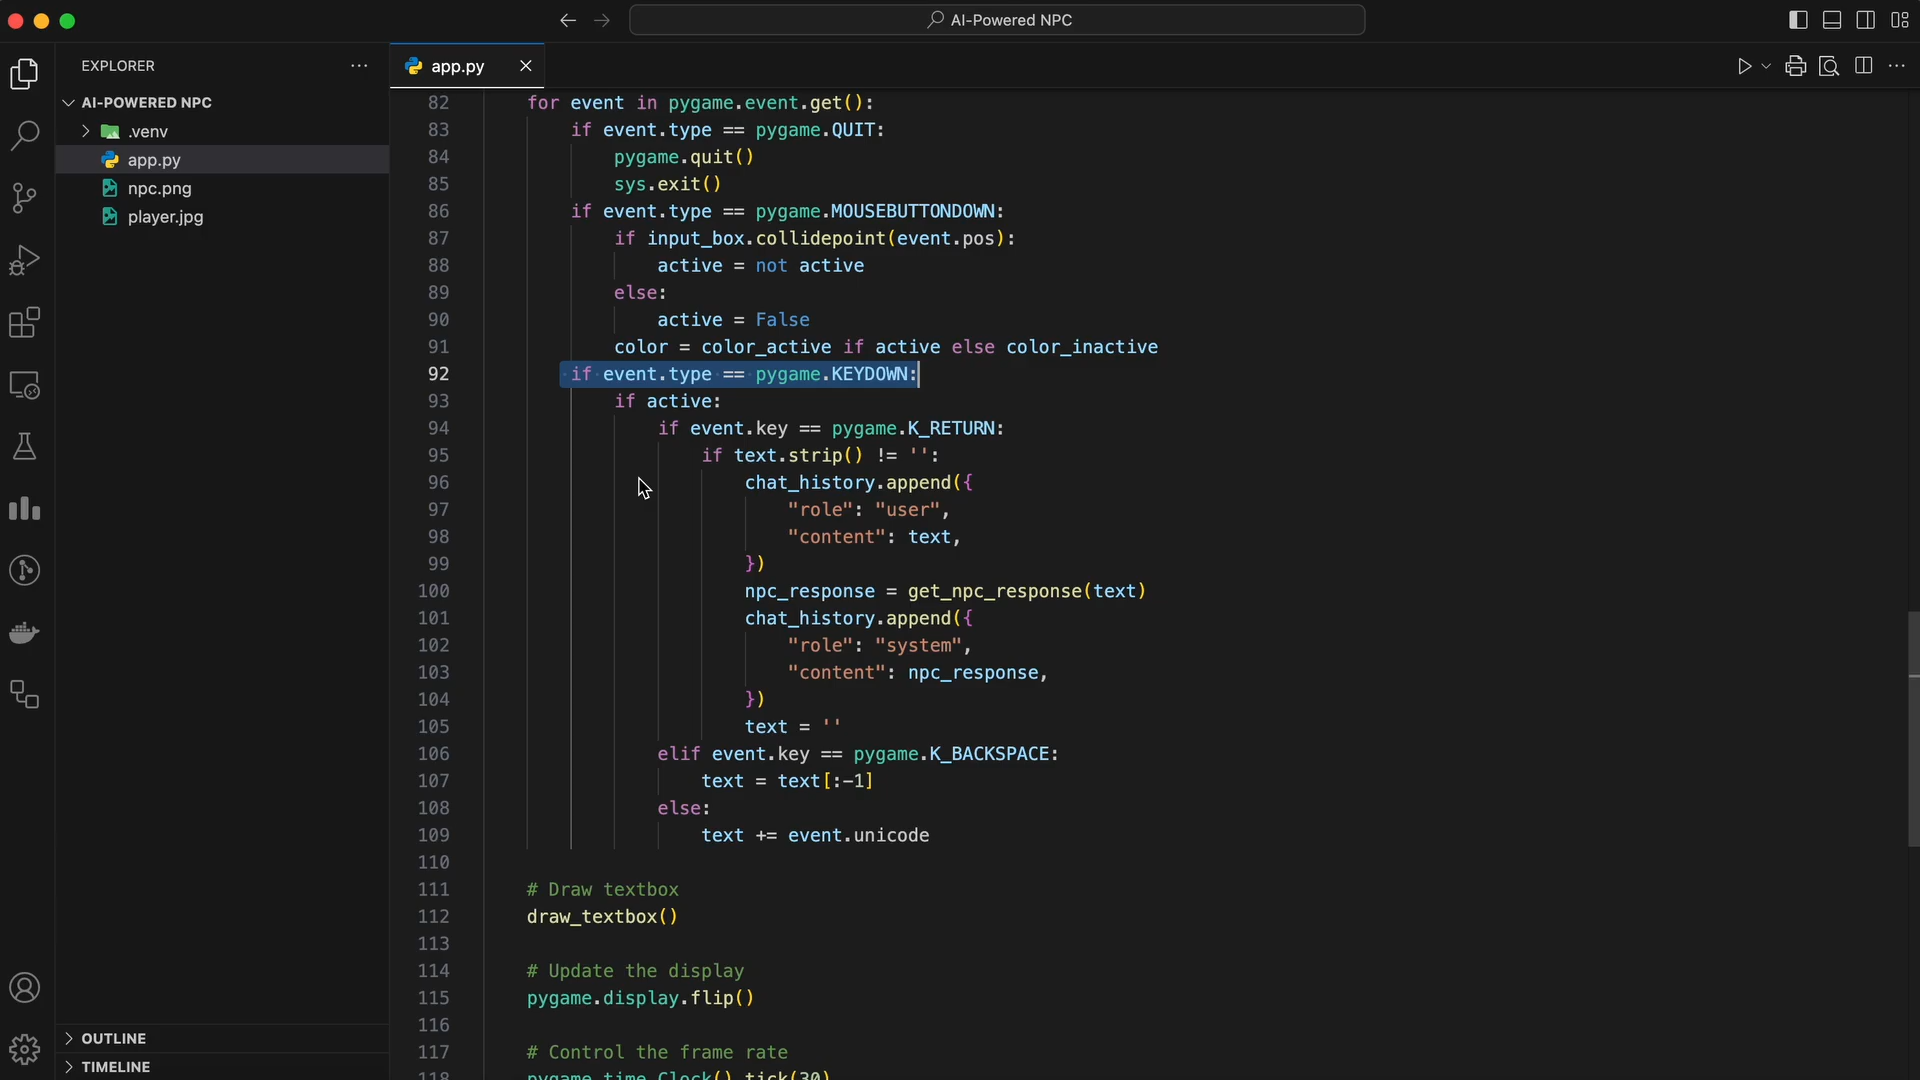 AI-Powered NPC
EXPLORER
AI-POWERED NPC
.venv
app.py
npc.png
player.jpg
OUTLINE
TIMELINE
app.py
82 for event in pygame.event.get():
83 if event.type == pygame.QUIT:
84 pygame.quit()
85 sys.exit()
86 if event.type == pygame.MOUSEBUTTONDOWN:
87 if input_box.collidepoint(event.pos):
88 active = not active
89 else:
90 active = False
91 color = color_active if active else color_inactive
92 if event.type == pygame.KEYDOWN:
93 if active:
94 if event.key == pygame.K_RETURN:
95 if text.strip() != '':
96 chat_history.append({
97 "role": "user",
98 "content": text,
99 })
100 npc_response = get_npc_response(text)
101 chat_history.append({
102 "role": "system",
103 "content": npc_response,
104 })
105 text = ''
106 elif event.key == pygame.K_BACKSPACE:
107 text = text[:-1]
108 else:
109 text += event.unicode
110
111 # Draw textbox
112 draw_textbox()
113
114 # Update the display
115 pygame.display.flip()
116
117 # Control the frame rate
118 pygame.time.Clock().tick(30)